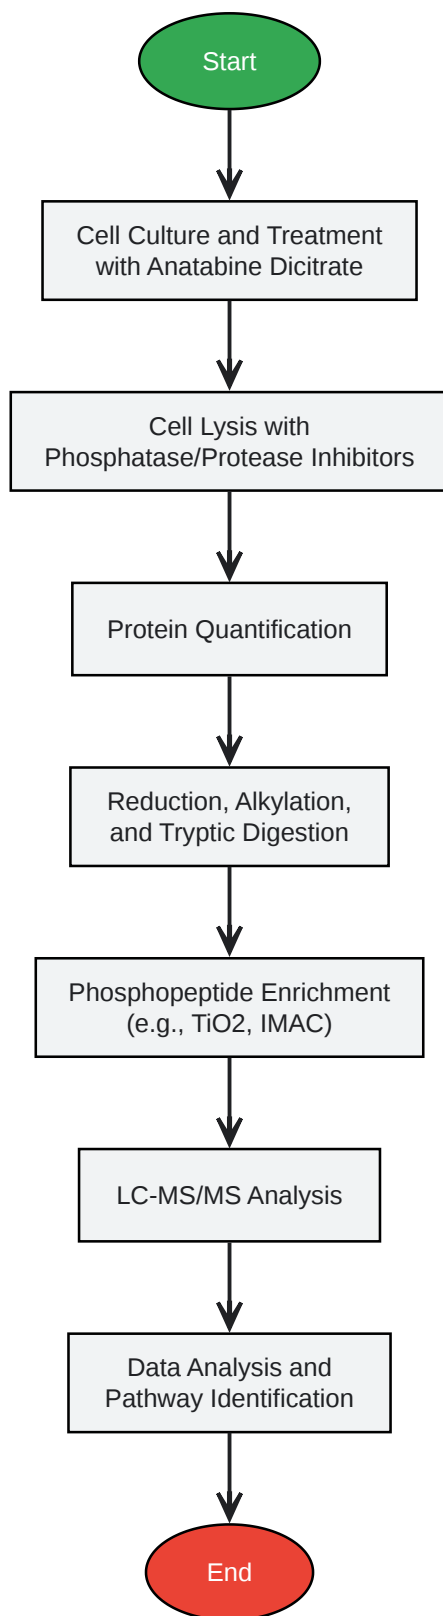 Start
Cell Culture and Treatment
with Anatabine Dicitrate
Cell Lysis with
Phosphatase/Protease Inhibitors
Protein Quantification
Reduction, Alkylation,
and Tryptic Digestion
Phosphopeptide Enrichment
(e.g., TiO2, IMAC)
LC-MS/MS Analysis
Data Analysis and
Pathway Identification
End